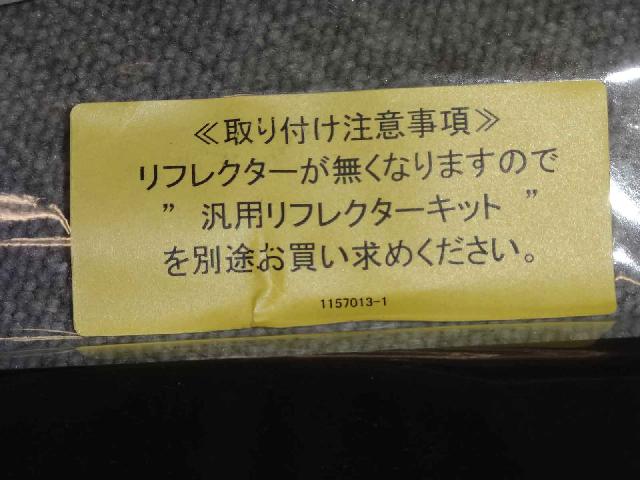 ≪取り付け注意事項≫
リフレクターが無くなりますので
” 汎用リフレクターキット ”
を別途お買い求めください。
1157013-1